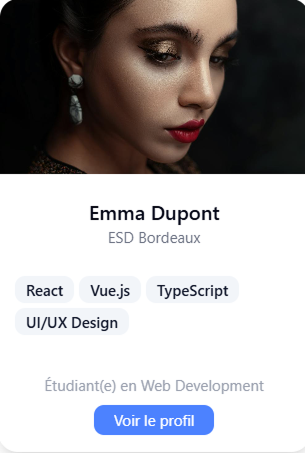 Emma Dupont
ESD Bordeaux
React Vue.js TypeScript
UI/UX Design
Étudiant(e) en Web Development
Voir le profil